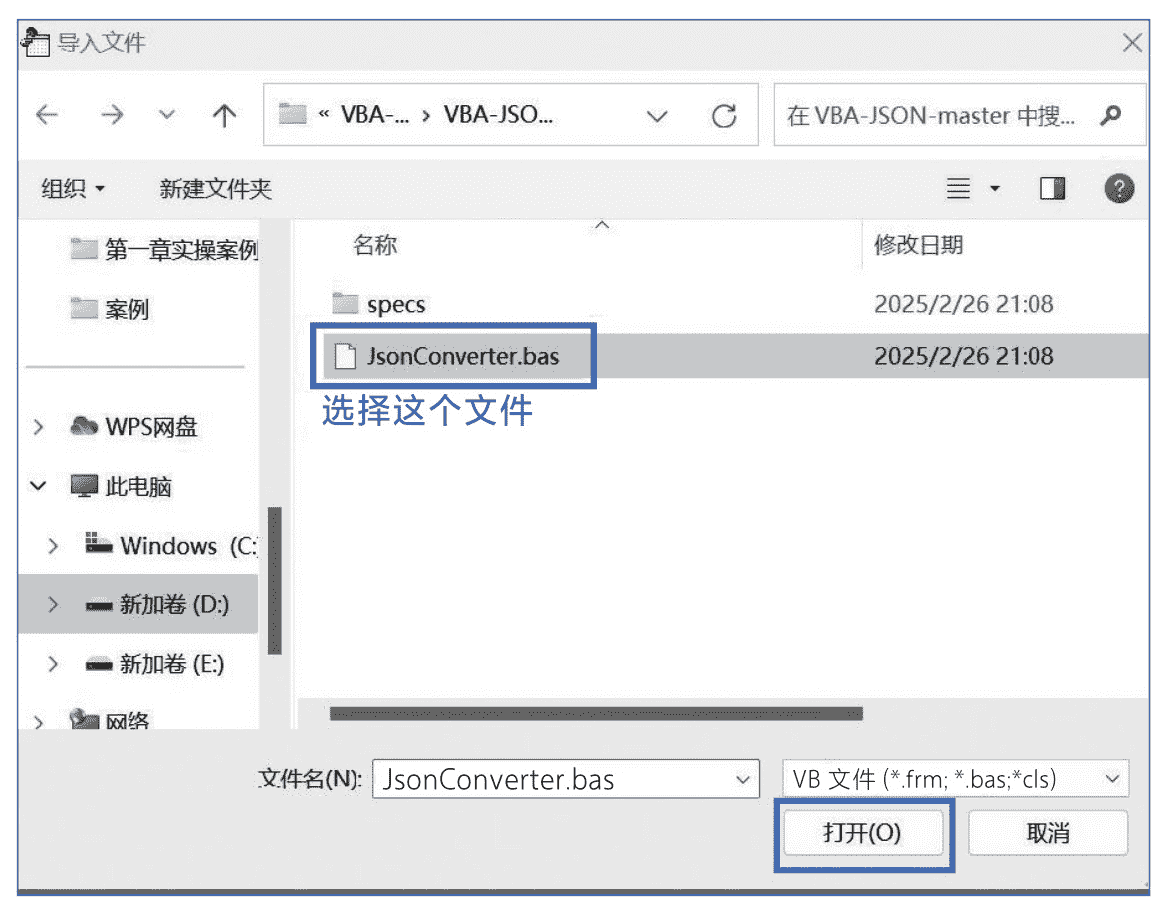 导入文件
« VBA-... › VBA-JSO...
在 VBA-JSON-master 中搜...
组织
新建文件夹
第一章实操案例
案例
WPS网盘
此电脑
Windows (C:)
新加卷 (D:)
新加卷 (E:)
网络
名称
修改日期
specs
2025/2/26 21:08
JsonConverter.bas
2025/2/26 21:08
选择这个文件
文件名(N):
JsonConverter.bas
VB 文件 (*.frm; *.bas;*cls)
打开(O)
取消